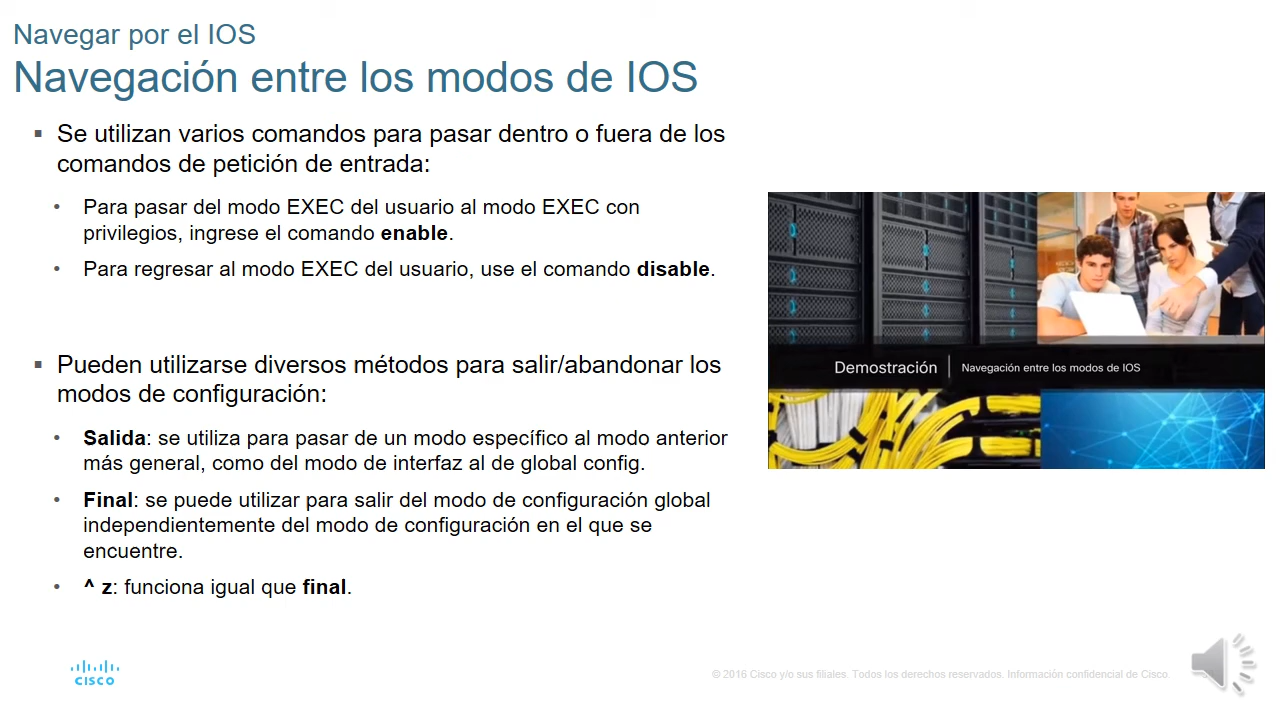 Navegar por el IOS
Navegación entre los modos de IOS
▪ Se utilizan varios comandos para pasar dentro o fuera de los
comandos de petición de entrada:
• Para pasar del modo EXEC del usuario al modo EXEC con
privilegios, ingrese el comando enable.
• Para regresar al modo EXEC del usuario, use el comando disable.
▪ Pueden utilizarse diversos métodos para salir/abandonar los
modos de configuración:
• Salida: se utiliza para pasar de un modo específico al modo anterior
más general, como del modo de interfaz al de global config.
• Final: se puede utilizar para salir del modo de configuración global
independientemente del modo de configuración en el que se
encuentre.
• ^ z: funciona igual que final.
Demostración | Navegación entre los modos de IOS
CISCO
© 2016 Cisco y/o sus filiales. Todos los derechos reservados. Información confidencial de Cisco.